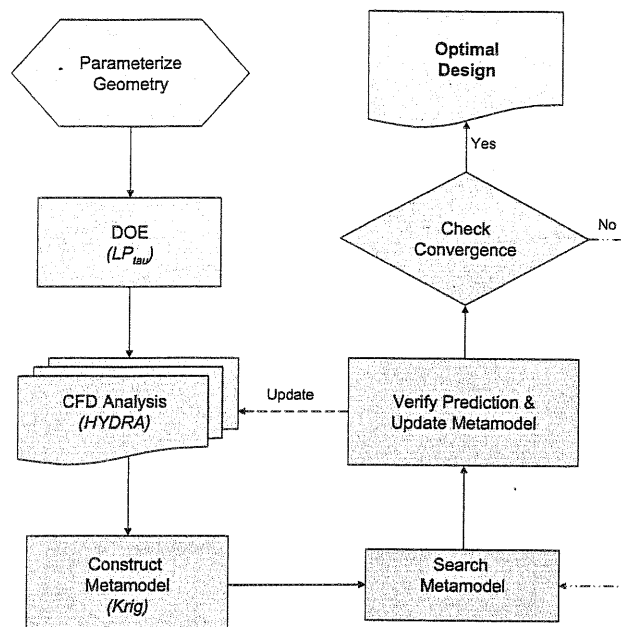 Parameterize
Geometry
DOE
(LPtau)
CFD Analysis
(HYDRA)
Construct
Metamodel
(Krig)
Search
Metamodel
Update
Verify Prediction &
Update Metamodel
Check
Convergence
No
Yes
Optimal
Design